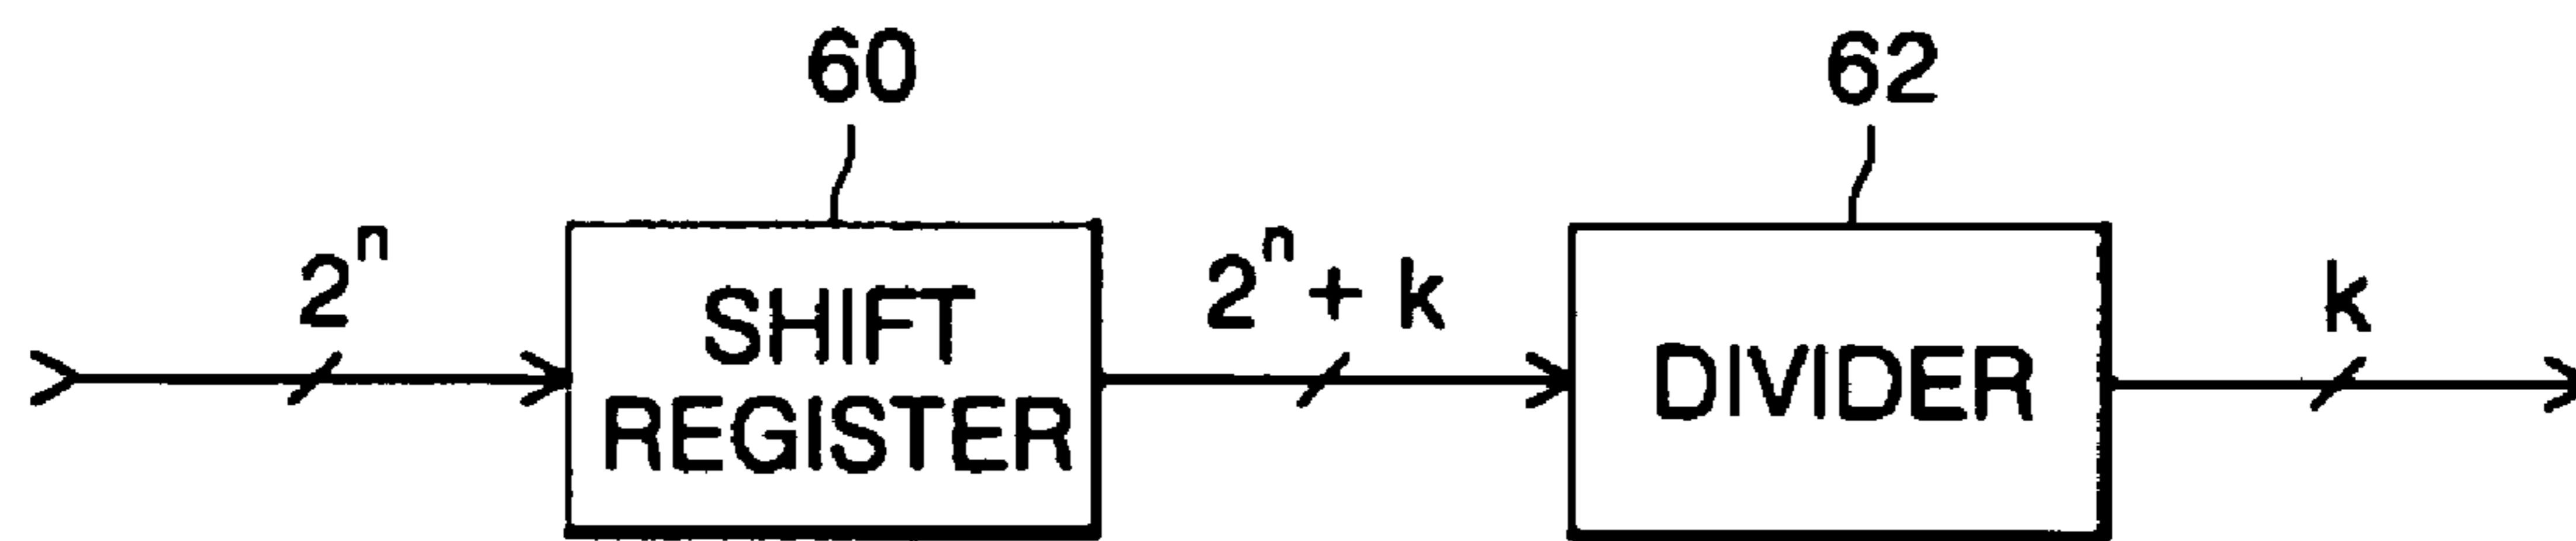 60
62
2ⁿ
SHIFT
REGISTER
2ⁿ + k
DIVIDER
k